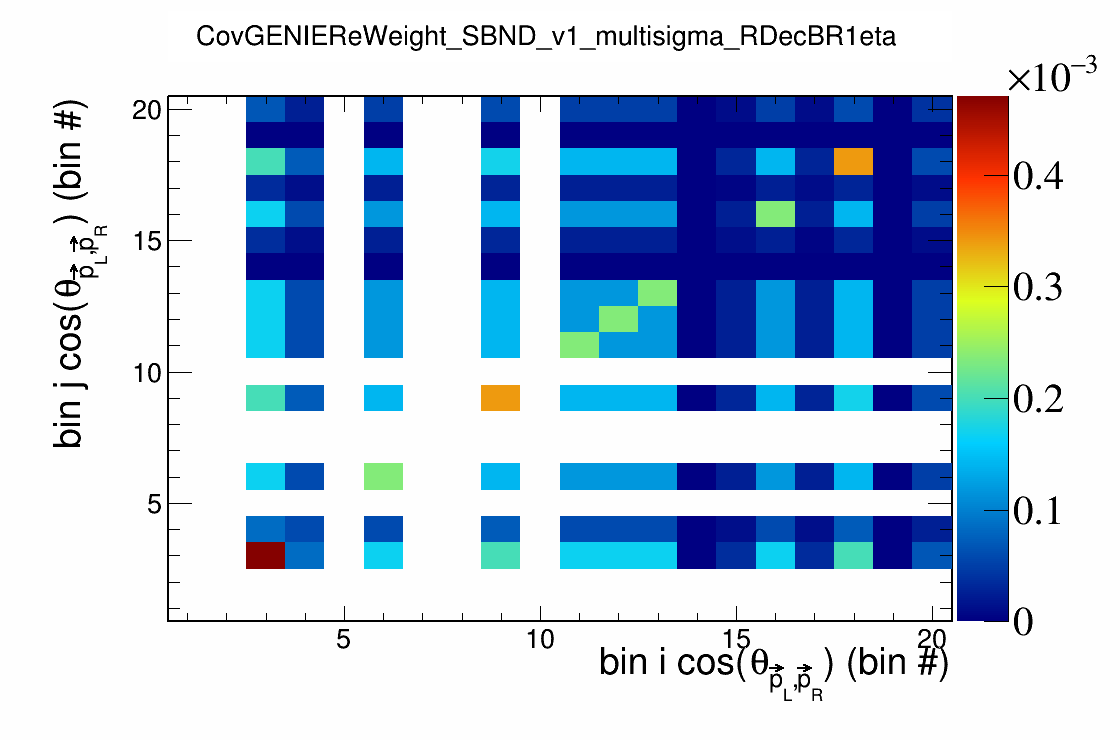 CovGENIEReWeight_SBND_v1_multisigma_RDecBR1eta
×10⁻³
bin j cos(θ_{p⃗_L,p⃗_R}) (bin #)
20
15
10
5
0.4
0.3
0.2
0.1
0
5 10 15 20
bin i cos(θ_{p⃗_L,p⃗_R}) (bin #)